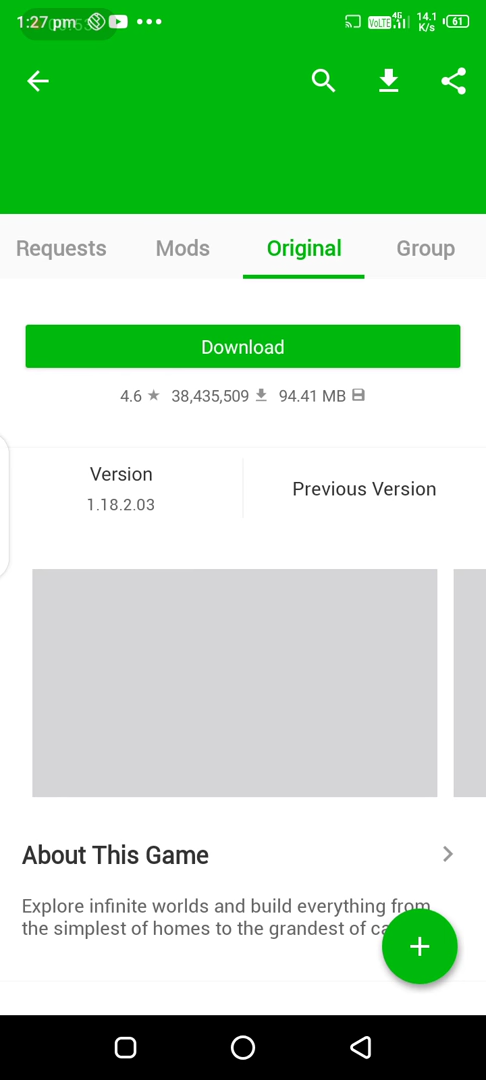 1:27 pm
VoLTE 4G 14.1 K/s 61
Requests Mods Original Group
Download
4.6 38,435,509 94.41 MB
Version
1.18.2.03
Previous Version
About This Game
Explore infinite worlds and build everything from
the simplest of homes to the grandest of ca